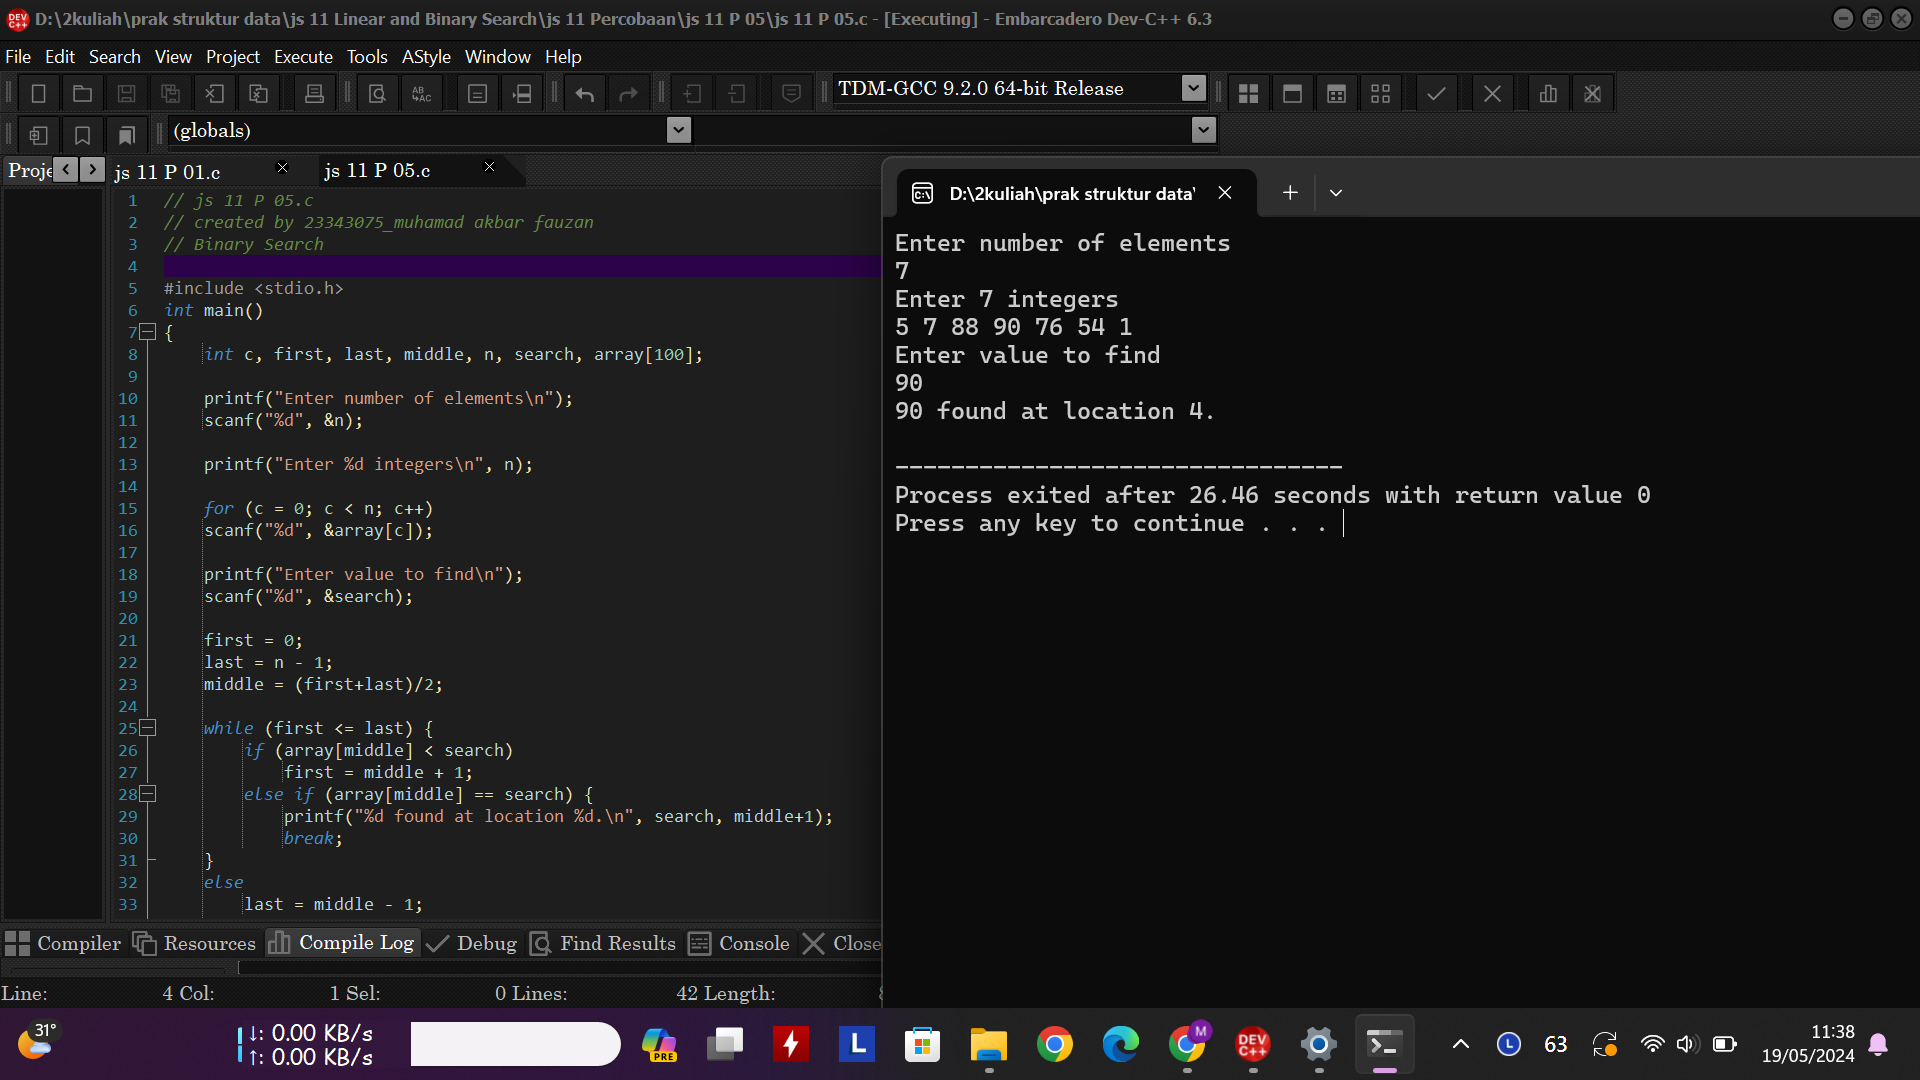 D:\2kuliah\prak struktur data\js 11 Linear and Binary Search\js 11 Percobaan\js 11 P 05\js 11 P 05.c - [Executing] - Embarcadero Dev-C++ 6.3
File Edit Search View Project Execute Tools AStyle Window Help
TDM-GCC 9.2.0 64-bit Release
(globals)
Proje js 11 P 01.c js 11 P 05.c
1 // js 11 P 05.c
2 // created by 23343075_muhamad akbar fauzan
3 // Binary Search
4
5 #include <stdio.h>
6 int main()
7 {
8 int c, first, last, middle, n, search, array[100];
9
10 printf("Enter number of elements\n");
11 scanf("%d", &n);
12
13 printf("Enter %d integers\n", n);
14
15 for (c = 0; c < n; c++)
16 scanf("%d", &array[c]);
17
18 printf("Enter value to find\n");
19 scanf("%d", &search);
20
21 first = 0;
22 last = n - 1;
23 middle = (first+last)/2;
24
25 while (first <= last) {
26 if (array[middle] < search)
27 first = middle + 1;
28 else if (array[middle] == search) {
29 printf("%d found at location %d.\n", search, middle+1);
30 break;
31 }
32 else
33 last = middle - 1;
D:\2kuliah\prak struktur data\
Enter number of elements
7
Enter 7 integers
5 7 88 90 76 54 1
Enter value to find
90
90 found at location 4.
--------------------------------
Process exited after 26.46 seconds with return value 0
Press any key to continue . . .
Compiler Resources Compile Log Debug Find Results Console Close
Line: 4 Col: 1 Sel: 0 Lines: 42 Length:
31°
↓: 0.00 KB/s
↑: 0.00 KB/s
PRE
L
M
DEV C++
L
63
11:38
19/05/2024